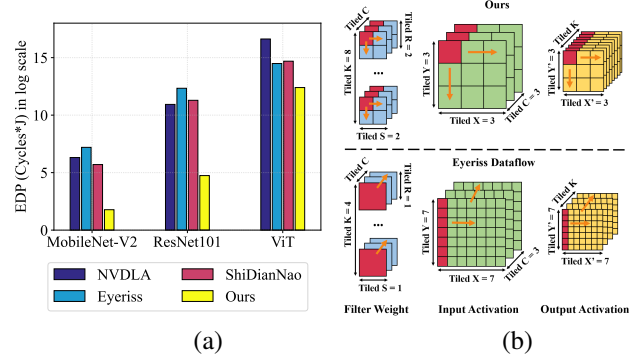 EDP (Cycles*J) in log scale
15
10
5
0
MobileNet-V2
ResNet101
ViT
NVDLA
Eyeriss
ShiDianNao
Ours
(a)
Ours
Tiled C
Tiled K = 8
Tiled R = 2
...
Tiled S = 2
Tiled Y = 3
Tiled X = 3
Tiled C = 3
Tiled K
Tiled Y' = 3
Tiled X' = 3
Eyeriss Dataflow
Tiled C
Tiled K = 4
Tiled R = 1
...
Tiled S = 1
Tiled Y = 7
Tiled X = 7
Tiled C = 3
Tiled K
Tiled Y' = 7
Tiled X' = 7
Filter Weight
Input Activation
Output Activation
(b)